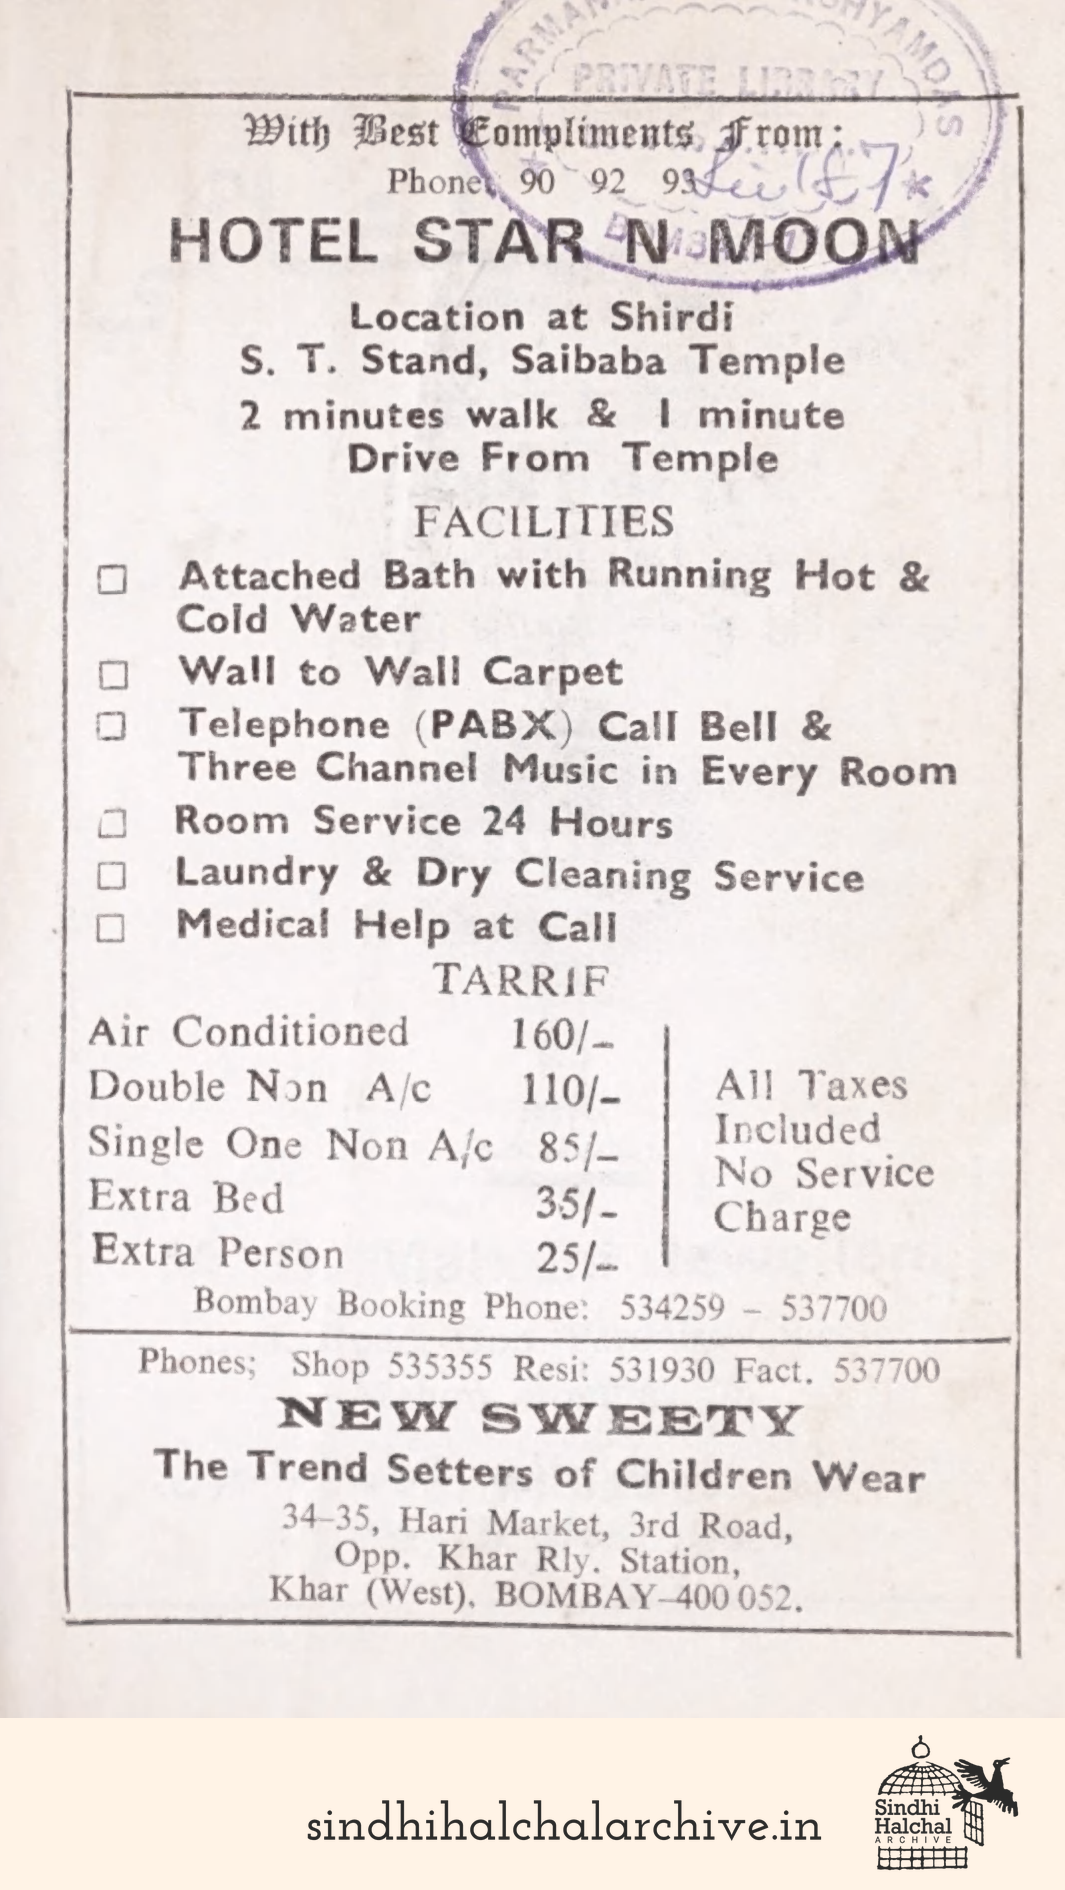 PRIVATE LIBRARY
With Best Compliments From:
Phone: 90 92 93
HOTEL STAR N MOON
Location at Shirdi
S. T. Stand, Saibaba Temple
2 minutes walk & 1 minute
Drive From Temple
FACILITIES
□ Attached Bath with Running Hot &
Cold Water
□ Wall to Wall Carpet
□ Telephone (PABX) Call Bell &
Three Channel Music in Every Room
□ Room Service 24 Hours
□ Laundry & Dry Cleaning Service
□ Medical Help at Call
TARRIF
Air Conditioned 160/-
Double Non A/c 110/-
Single One Non A/c 85/-
Extra Bed 35/-
Extra Person 25/-
All Taxes
Included
No Service
Charge
Bombay Booking Phone: 534259 – 537700
Phones; Shop 535355 Resi: 531930 Fact. 537700
NEW SWEETY
The Trend Setters of Children Wear
34–35, Hari Market, 3rd Road,
Opp. Khar Rly. Station,
Khar (West), BOMBAY–400 052.
sindhihalchalarchive.in
Sindhi
Halchal
ARCHIVE